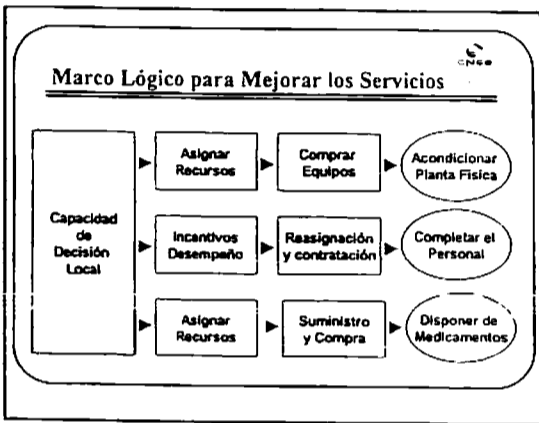 Marco Lógico para Mejorar los Servicios
Capacidad
de
Decisión
Local
Asignar
Recursos
Comprar
Equipos
Acondicionar
Planta Física
Incentivos
Desempeño
Reasignación
y contratación
Completar el
Personal
Asignar
Recursos
Suministro
y Compra
Disponer de
Medicamentos